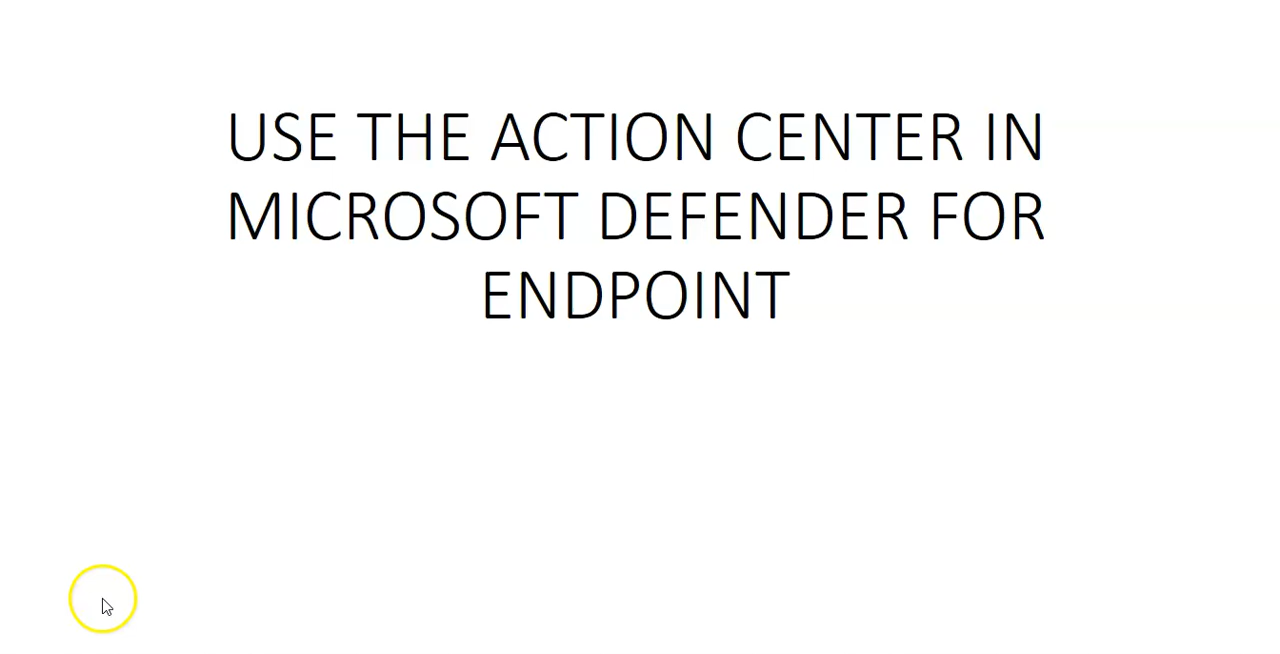 USE THE ACTION CENTER IN
MICROSOFT DEFENDER FOR
ENDPOINT